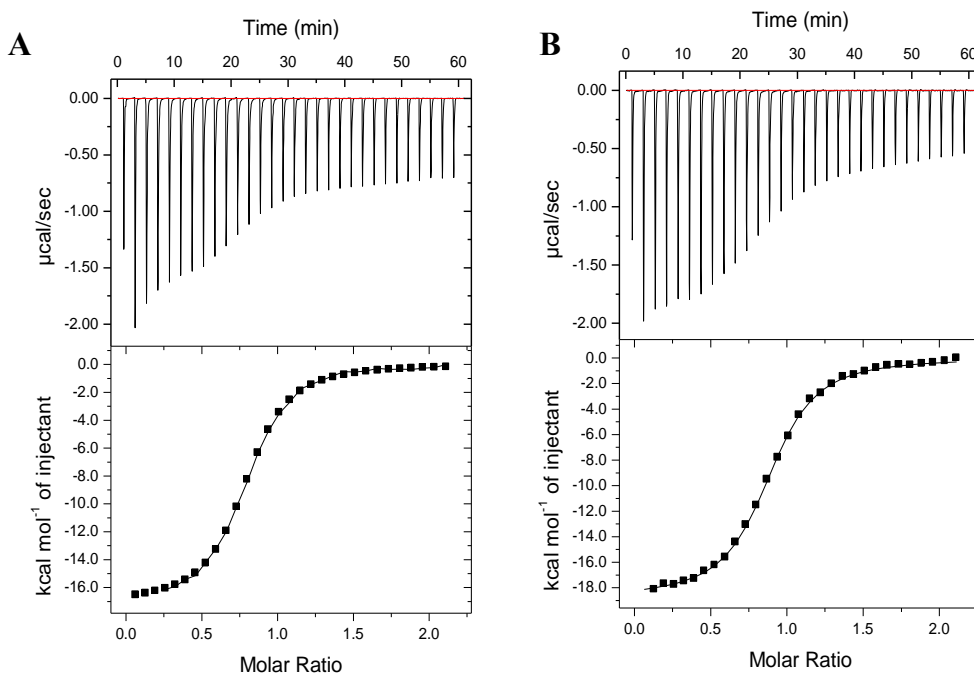 A
Time (min)
0 10 20 30 40 50 60
0.00
-0.50
-1.00
-1.50
-2.00
µcal/sec
0.0
-2.0
-4.0
-6.0
-8.0
-10.0
-12.0
-14.0
-16.0
kcal mol⁻¹ of injectant
0.0 0.5 1.0 1.5 2.0
Molar Ratio
B
Time (min)
0 10 20 30 40 50 60
0.00
-0.50
-1.00
-1.50
-2.00
µcal/sec
0.0
-2.0
-4.0
-6.0
-8.0
-10.0
-12.0
-14.0
-16.0
-18.0
kcal mol⁻¹ of injectant
0.0 0.5 1.0 1.5 2.0
Molar Ratio